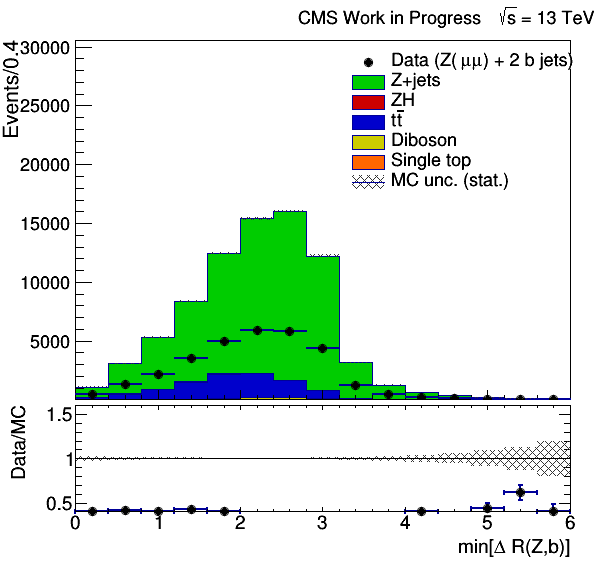 CMS Work in Progress √s = 13 TeV
Events/0.4
30000
25000
20000
15000
10000
5000
Data (Z(μμ) + 2 b jets)
Z+jets
ZH
tt̅
Diboson
Single top
MC unc. (stat.)
Data/MC
1.5
1
0.5
0 1 2 3 4 5 6
min[Δ R(Z,b)]